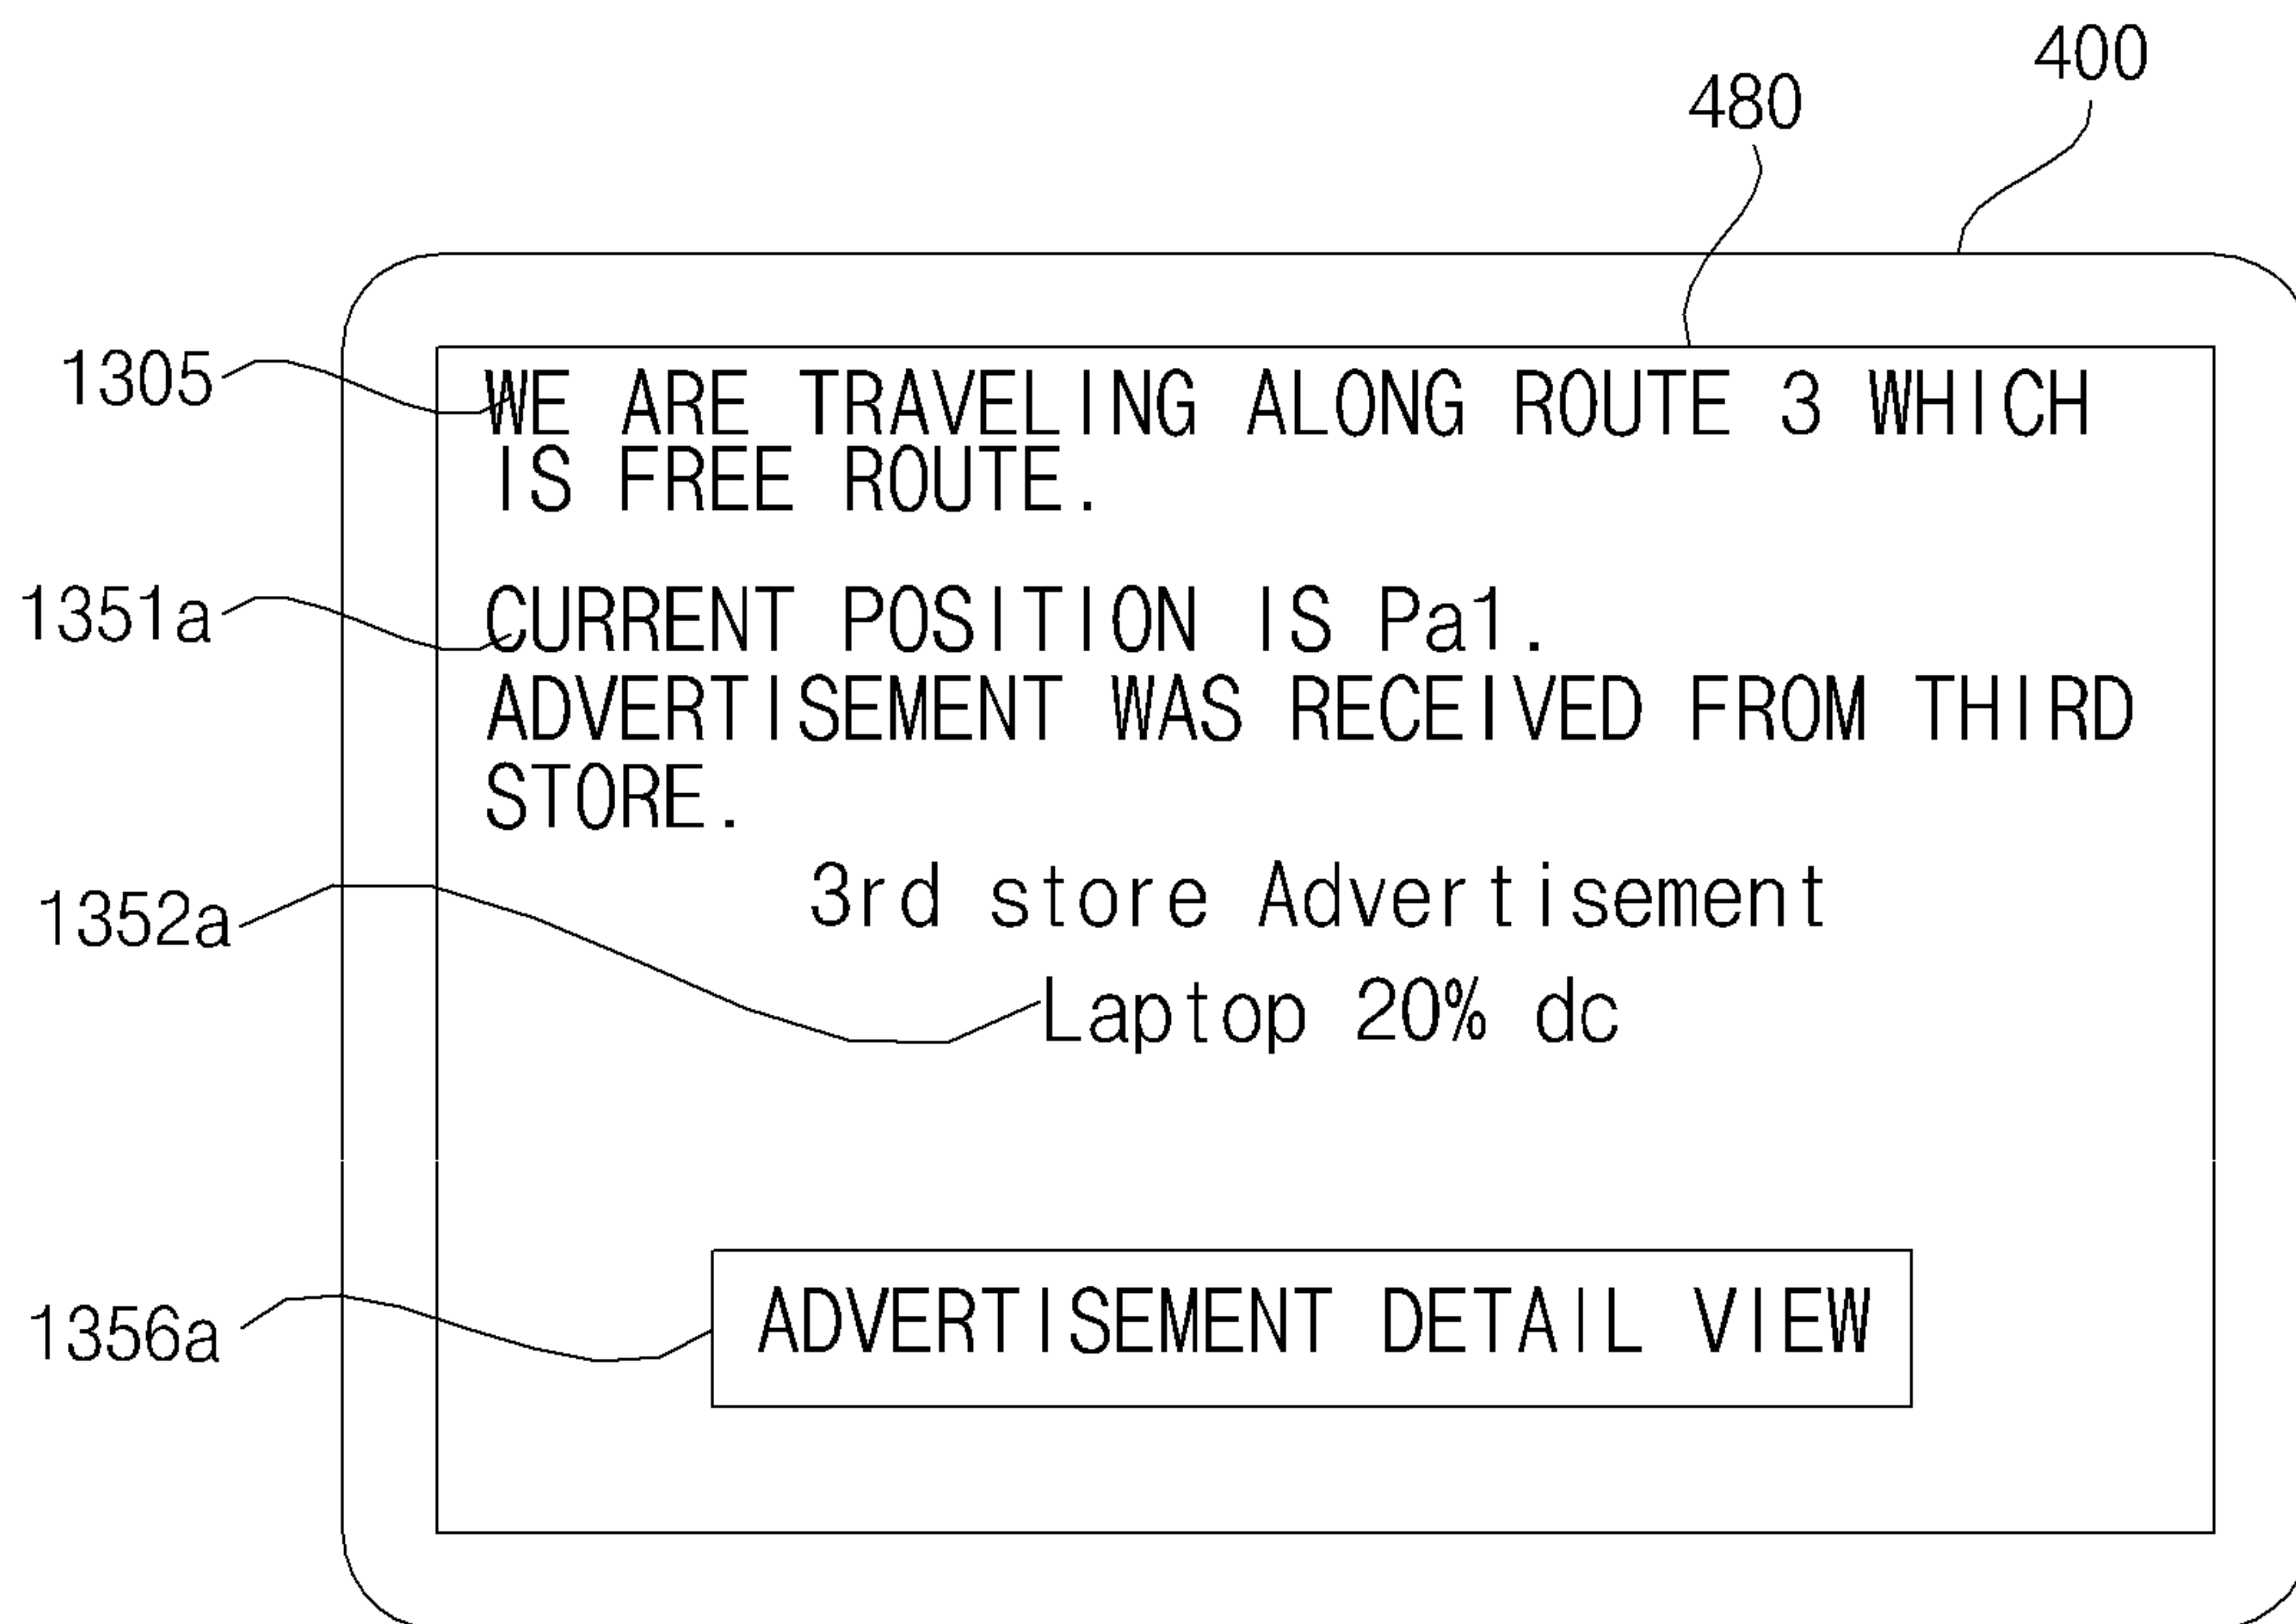 400
480
1305
WE ARE TRAVELING ALONG ROUTE 3 WHICH
IS FREE ROUTE.
1351a
CURRENT POSITION IS Pa1.
ADVERTISEMENT WAS RECEIVED FROM THIRD
STORE.
1352a
3rd store Advertisement
Laptop 20% dc
1356a
ADVERTISEMENT DETAIL VIEW